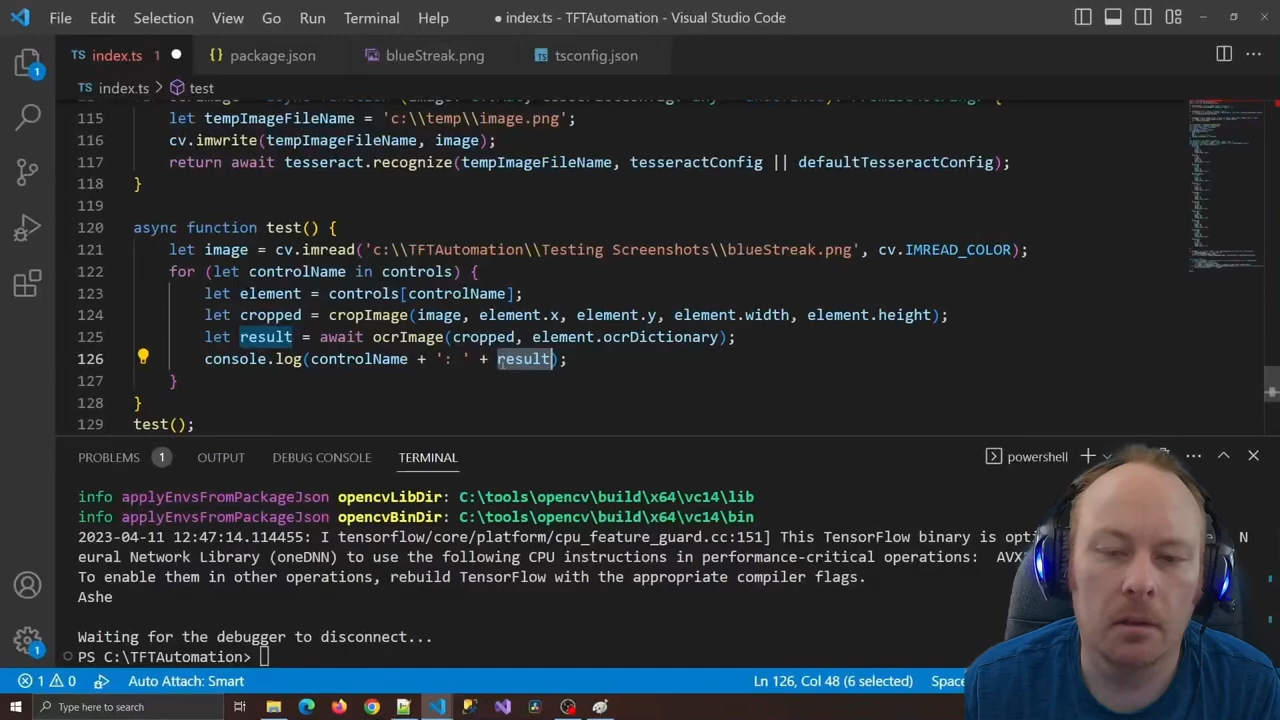 File Edit Selection View Go Run Terminal Help ● index.ts - TFTAutomation - Visual Studio Code
TS index.ts 1 ● {} package.json blueStreak.png TS tsconfig.json
TS index.ts > test
115 let tempImageFileName = 'c:\\temp\\image.png';
116 cv.imwrite(tempImageFileName, image);
117 return await tesseract.recognize(tempImageFileName, tesseractConfig || defaultTesseractConfig);
118 }
119
120 async function test() {
121 let image = cv.imread('c:\\TFTAutomation\\Testing Screenshots\\blueStreak.png', cv.IMREAD_COLOR);
122 for (let controlName in controls) {
123 let element = controls[controlName];
124 let cropped = cropImage(image, element.x, element.y, element.width, element.height);
125 let result = await ocrImage(cropped, element.ocrDictionary);
126 console.log(controlName + ': ' + result);
127 }
128 }
129 test();
PROBLEMS 1 OUTPUT DEBUG CONSOLE TERMINAL powershell
info applyEnvsFromPackageJson opencvLibDir: C:\tools\opencv\build\x64\vc14\lib
info applyEnvsFromPackageJson opencvBinDir: C:\tools\opencv\build\x64\vc14\bin
2023-04-11 12:47:14.114455: I tensorflow/core/platform/cpu_feature_guard.cc:151] This TensorFlow binary is N
eural Network Library (oneDNN) to use the following CPU instructions in performance-critical operations:
To enable them in other operations, rebuild TensorFlow with the appropriate compiler flags.
Ashe
Waiting for the debugger to disconnect...
PS C:\TFTAutomation>
1 0 Auto Attach: Smart Ln 126, Col 48 (6 selected)
Type here to search